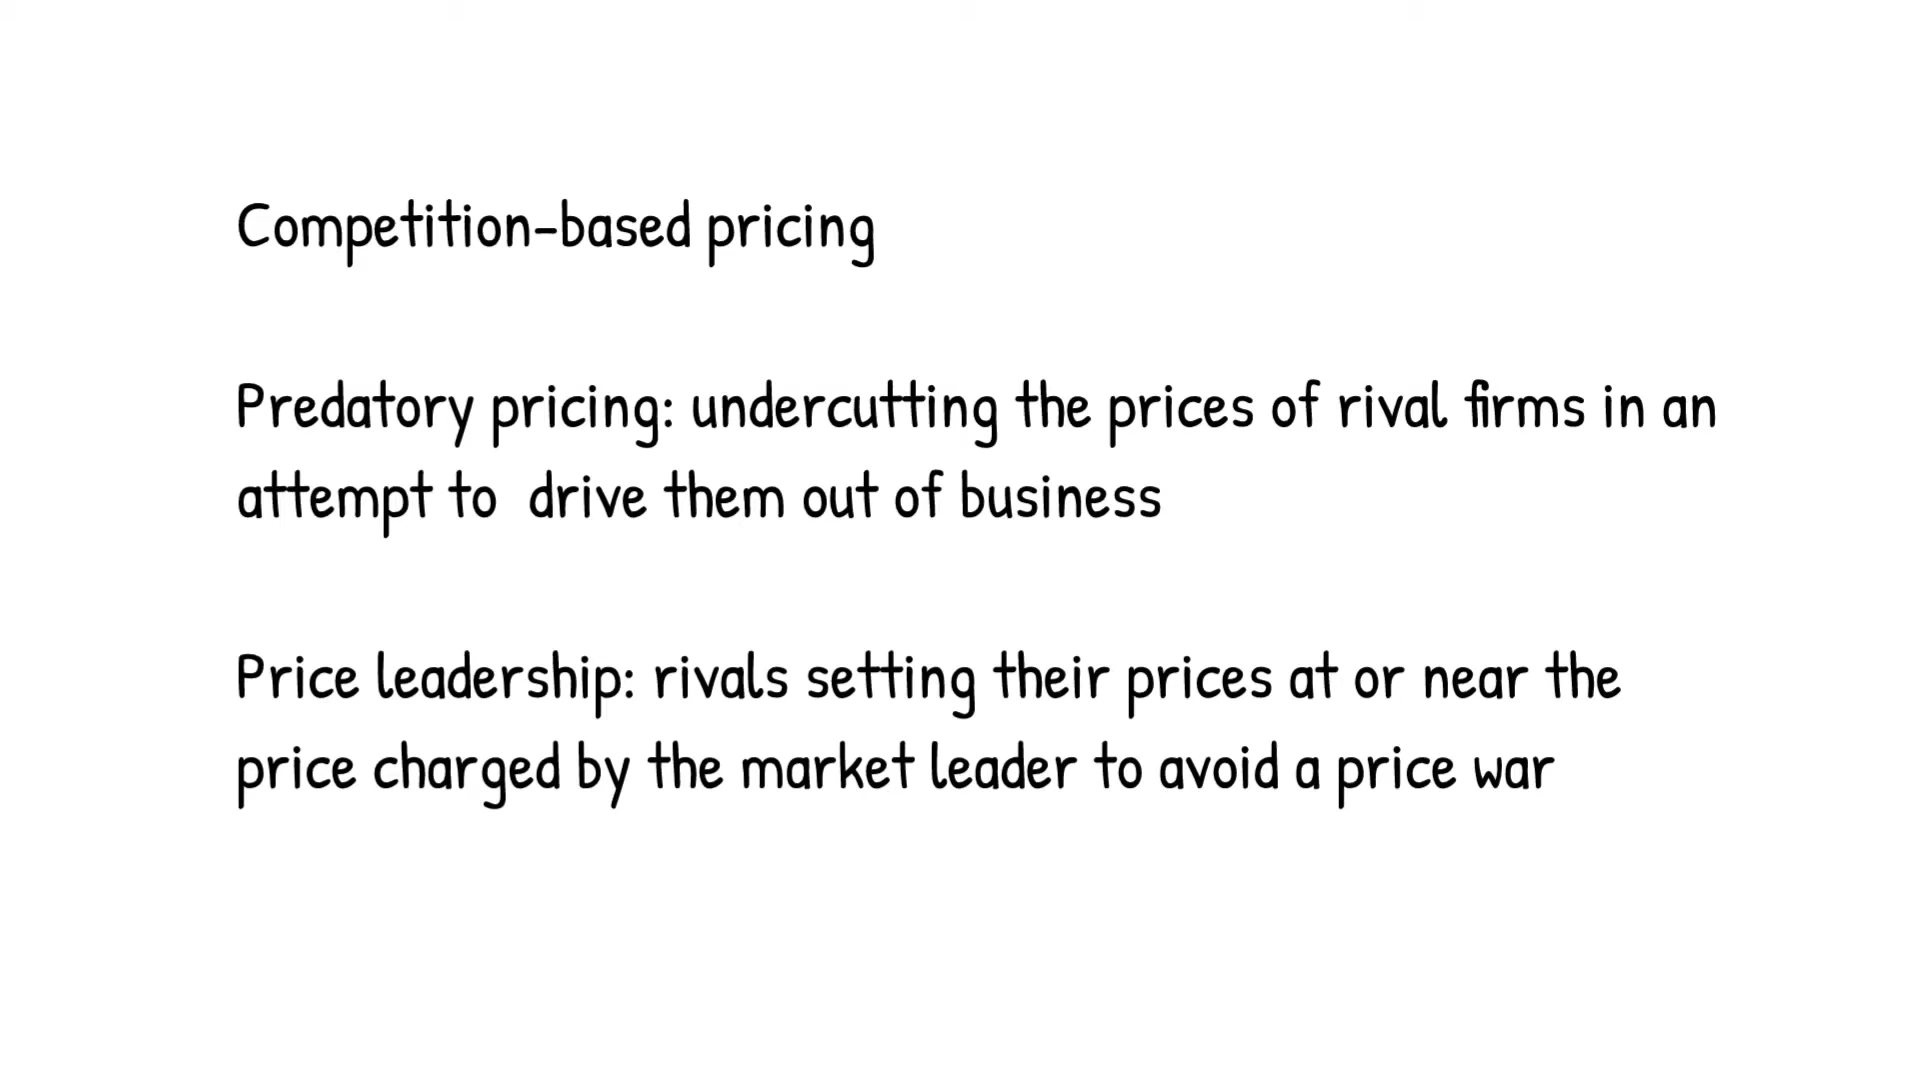 Competition-based pricing
Predatory pricing: undercutting the prices of rival firms in an
attempt to  drive them out of business
Price leadership: rivals setting their prices at or near the
price charged by the market leader to avoid a price war